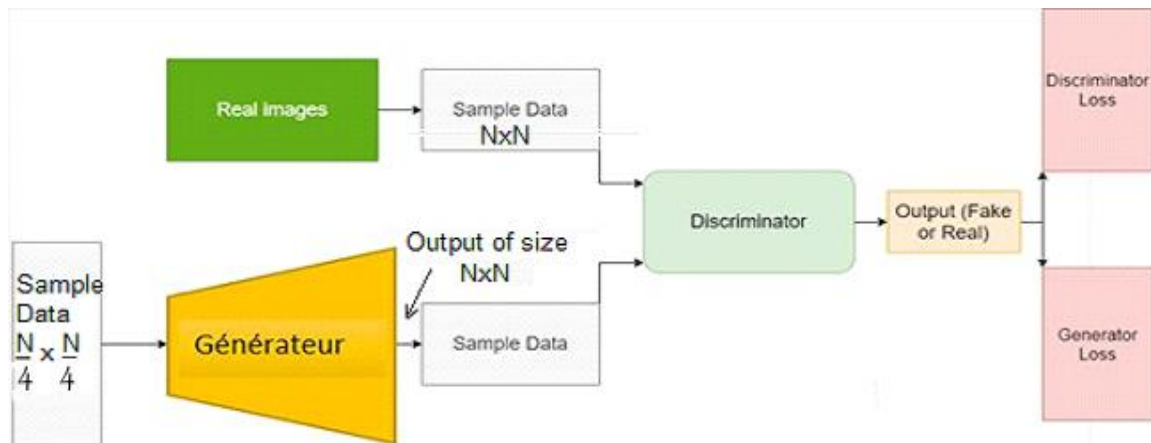 Real images
Sample Data
NxN
Discriminator
Loss
Discriminator
Output (Fake
or Real)
Output of size
NxN
Sample
Data
N/4 x N/4
Générateur
Sample Data
Generator
Loss